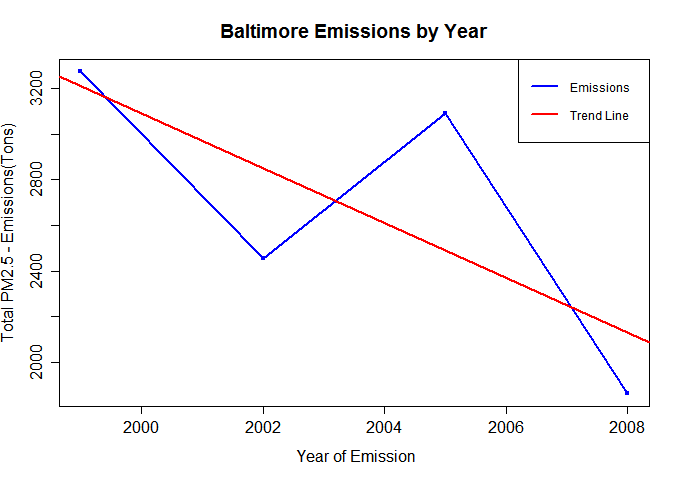 Baltimore Emissions by Year
Emissions
Trend Line
Total PM2.5 - Emissions(Tons)
3200
2800
2400
2000
2000 2002 2004 2006 2008
Year of Emission